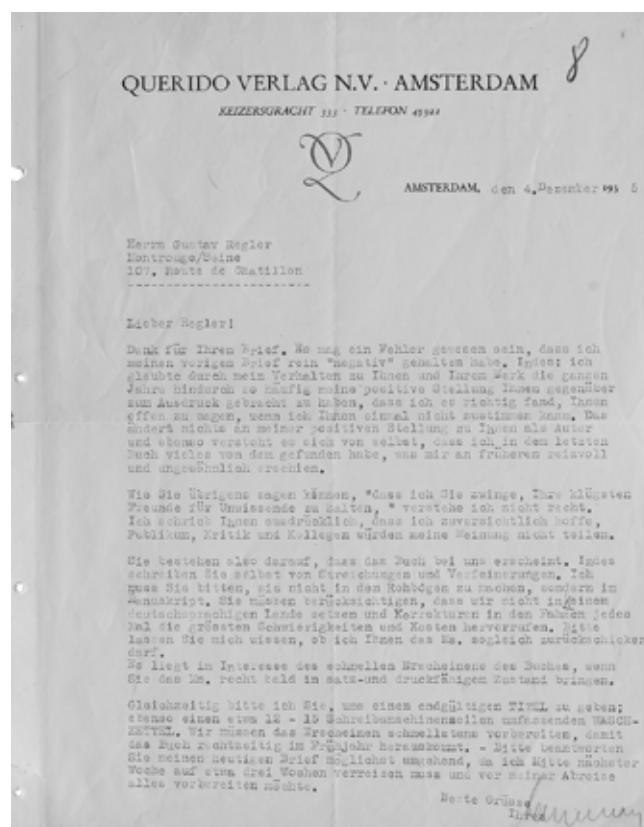 8
QUERIDO VERLAG N.V. · AMSTERDAM
KEIZERSGRACHT 333 · TELEFON 45921
QV
AMSTERDAM, den 4.Dezember 193 5
Herrn Gustav Regler
Montrouge/Seine
107, Route de Chatillon
Lieber Regler!
Dank für Ihren Brief. Es mag ein Fehler gewesen sein, dass ich
meinen vorigen Brief rein "negativ" gehalten habe. Indes: ich
glaubte durch mein Verhalten zu Ihnen und Ihrem Werk die ganzen
Jahre hindurch so häufig meine positive Stellung Ihnen gegenüber
zum Ausdruck gebracht zu haben, dass ich es richtig fand, Ihnen
offen zu sagen, wenn ich Ihnen einmal nicht zustimmen kann. Das
ändert nichts an meiner positiven Stellung zu Ihnen als Autor
und ebenso versteht es sich von selbst, dass ich in dem letzten
Buch vieles von dem gefunden habe, was mir an früheren reizvoll
und ungewöhnlich erschien.
Wie Sie übrigens sagen können, "dass ich Sie zwinge, Ihre klügsten
Freunde für Unwissende zu halten, " verstehe ich nicht recht.
Ich schrieb Ihnen ausdrücklich, dass ich zuversichtlich hoffe,
Publikum, Kritik und Kollegen würden meine Meinung nicht teilen.
Sie bestehen also darauf, dass das Buch bei uns erscheint. Indes
schreiben Sie selbst von Streichungen und Verfeinerungen. Ich
muss Sie bitten, sie nicht in den Rohbögen zu machen, sondern im
Manuskript. Sie müssen berücksichtigen, dass wir nicht in einem
deutschsprachigen Lande setzen und Korrekturen in den Fahnen jedes
Mal die grössten Schwierigkeiten und Kosten hervorrufen. Bitte
lassen Sie mich wissen, ob ich Ihnen das Ms. sogleich zurückschicken
darf.
Es liegt im Interesse des schnellen Erscheinens des Buches, wenn
Sie das Ms. recht bald in satz-und druckfähigem Zustand bringen.
Gleichzeitig bitte ich Sie, uns einen endgültigen TITEL zu geben;
ebenso einen etwa 12 - 15 Schreibmaschinenzeilen umfassenden WASCH-
ZETTEL. Wir müssen das Erscheinen schnellstens vorbereiten, damit
das Buch rechtzeitig im Frühjahr herauskommt. - Bitte beantworten
Sie meinen heutigen Brief möglichst umgehend, da ich Mitte nächster
Woche auf etwa drei Wochen verreisen muss und vor meiner Abreise
alles vorbereiten möchte.
Beste Grüsse
Ihres